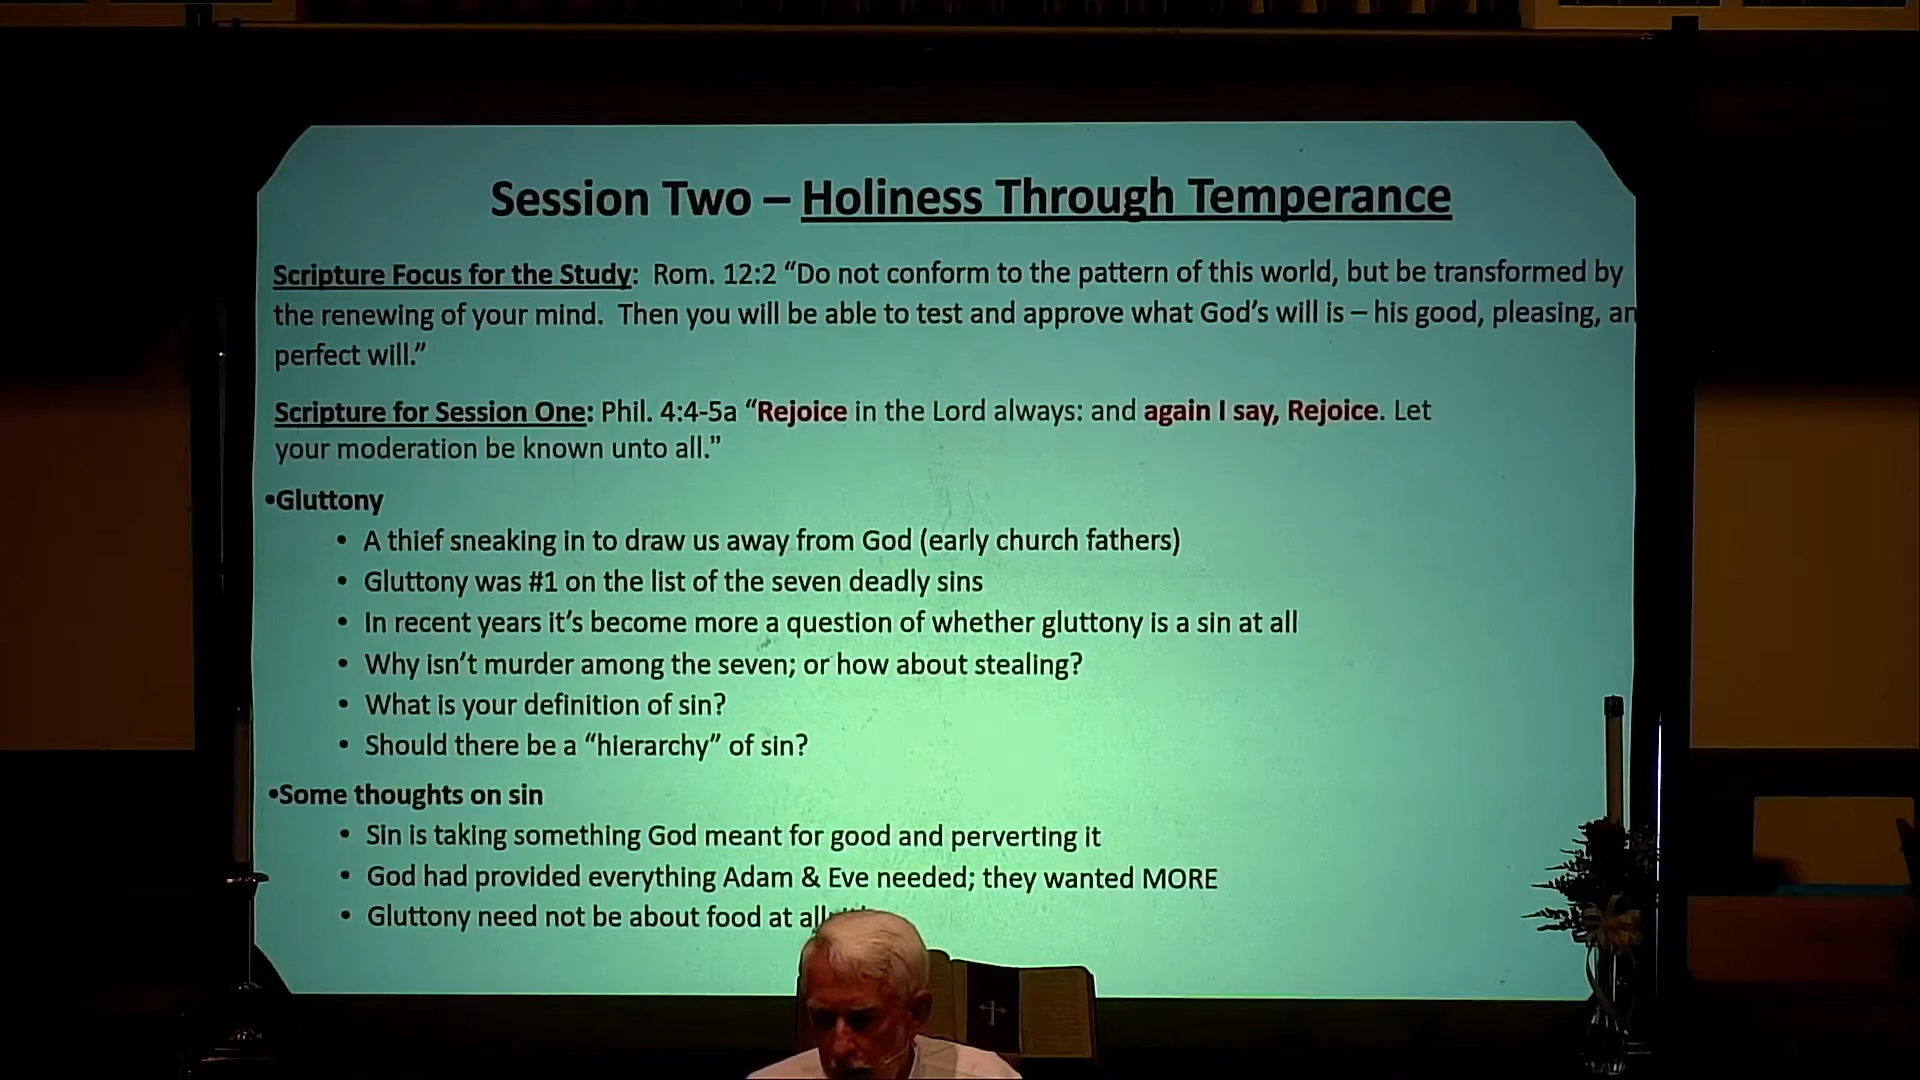 Session Two – Holiness Through Temperance
Scripture Focus for the Study: Rom. 12:2 “Do not conform to the pattern of this world, but be transformed by
the renewing of your mind. Then you will be able to test and approve what God’s will is – his good, pleasing, an
perfect will.”
Scripture for Session One: Phil. 4:4-5a “Rejoice in the Lord always: and again I say, Rejoice. Let
your moderation be known unto all.”
•Gluttony
• A thief sneaking in to draw us away from God (early church fathers)
• Gluttony was #1 on the list of the seven deadly sins
• In recent years it’s become more a question of whether gluttony is a sin at all
• Why isn’t murder among the seven; or how about stealing?
• What is your definition of sin?
• Should there be a “hierarchy” of sin?
•Some thoughts on sin
• Sin is taking something God meant for good and perverting it
• God had provided everything Adam & Eve needed; they wanted MORE
• Gluttony need not be about food at all